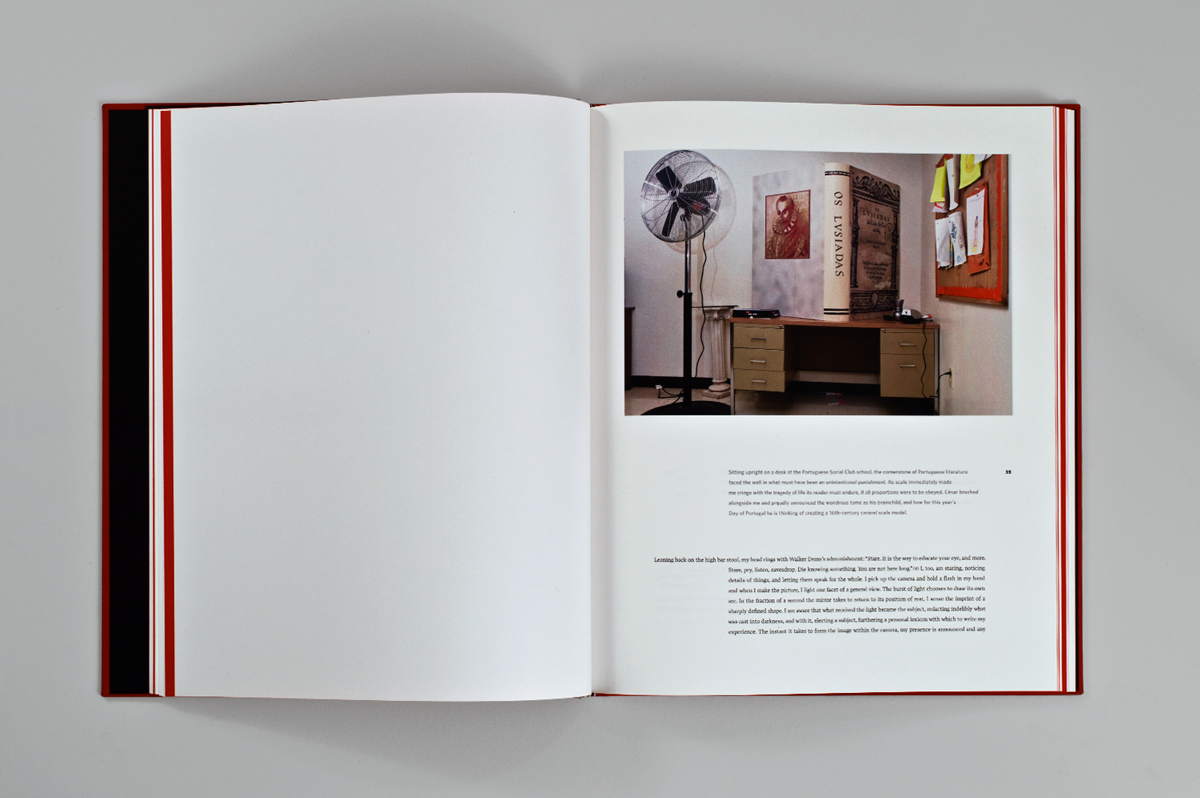 OS LVSIADAS
OS
LVSIADAS
Sitting upright on a desk at the Portuguese Social Club school, the cornerstone of Portuguese literature
35
faced the wall in what must have been an unintentional punishment. Its scale immediately made
me cringe with the tragedy of life its reader must endure, if all proportions were to be obeyed. César brushed
alongside me and proudly announced the wondrous tome as his brainchild, and how for this year's
Day of Portugal he is thinking of creating a 16th-century caravel scale model.
Leaning back on the high bar stool, my head rings with Walker Evans's admonishment: "Stare. It is the way to educate your eye, and more.
Stare, pry, listen, eavesdrop. Die knowing something. You are not here long." I, too, am staring, noticing
details of things, and letting them speak for the whole. I pick up the camera and hold a flash in my hand
and when I make the picture, I light one facet of a general view. The burst of light chooses to draw its own
arc. In the fraction of a second the mirror takes to return to its position of rest, I sense the imprint of a
sharply defined shape. I am aware that what received the light became the subject, redacting indelibly what
was cast into darkness, and with it, electing a subject, furthering a personal lexicon with which to write my
experience. The instant it takes to form the image within the camera, my presence is announced and any